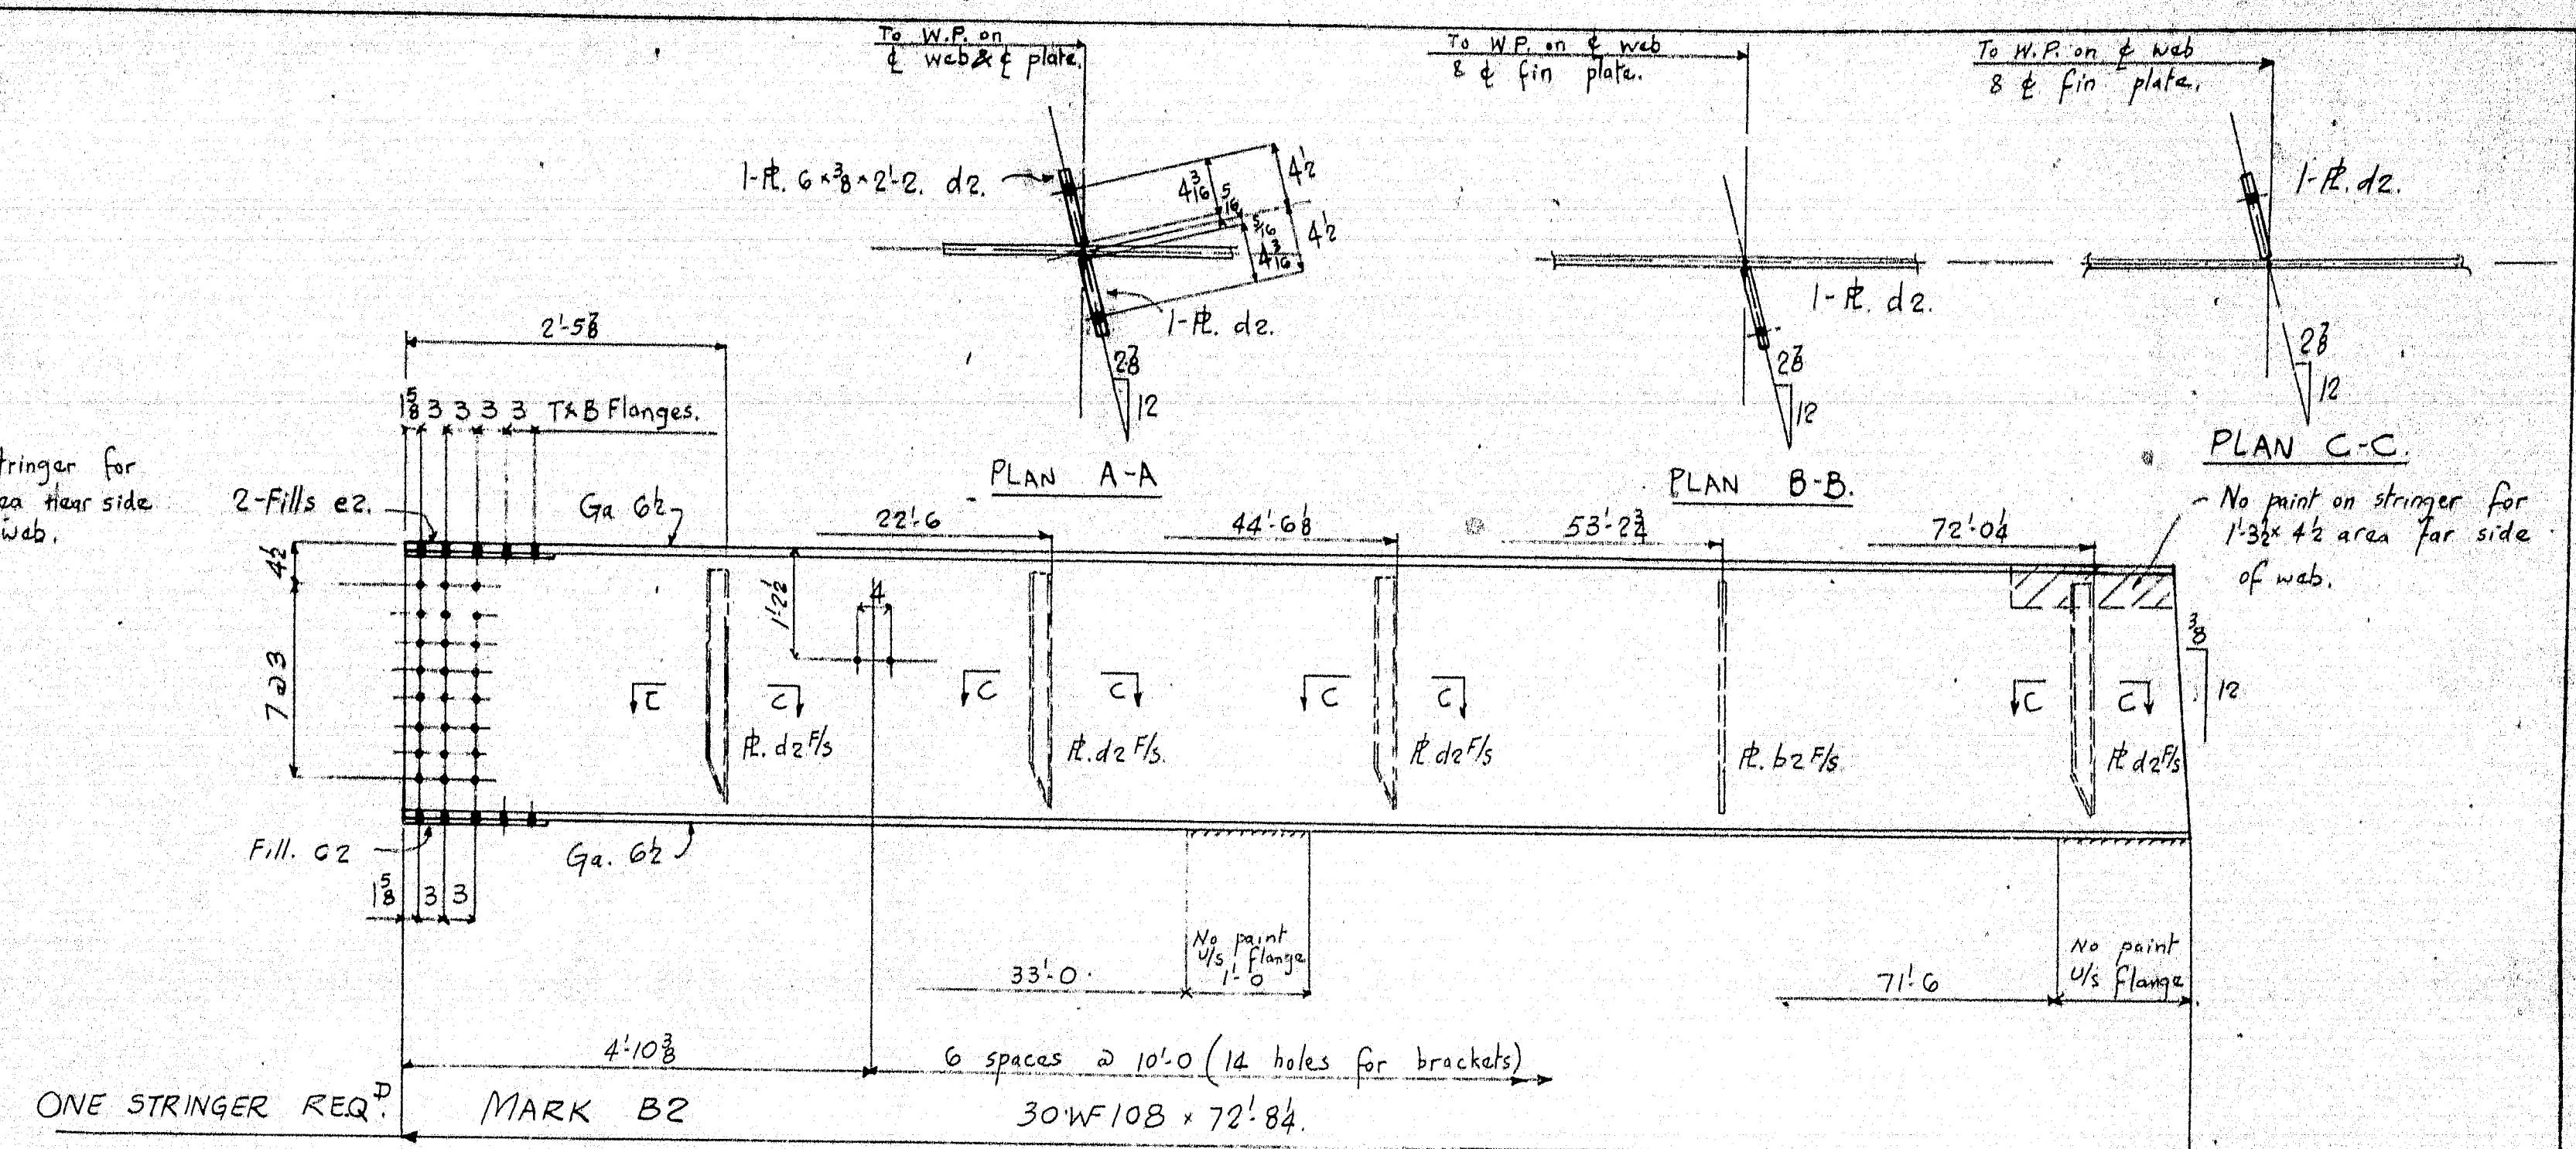 To W.P. on
℄ web & ℄ plate.
To W.P. on ℄ web
& ℄ fin plate.
To W.P. on ℄ web
& ℄ fin plate.
1-PL. 6 x 3/8 x 2'-2. d2.
4 3/16
5/16
4 1/2
5/16
4 3/16
4 1/2
1-PL. d2.
2 7/8
12
PLAN A-A
1-PL. d2.
2 7/8
12
PLAN B-B.
1-PL. d2.
2 7/8
12
PLAN C-C.
No paint on stringer for
1'-3 1/2 x 4 1/2 area far side
of web.
tringer for
ea near side
web.
2'-5 7/8
1 5/8 3 3 3 3 T&B Flanges.
2-Fills e2.
Ga 6 1/2
22'-6
44'-6 1/8
53'-2 3/4
72'-0 1/4
4 1/2
7 @ 3
1'-2 1/2
4
C C
C C
C C
C C
PL. d2 F/s
PL. d2 F/s.
PL d2 F/s
PL. b2 F/s
PL d2 F/s
3/8
12
Fill. c2
Ga. 6 1/2
1 5/8 3 3
33'-0
No paint
U/s flange
1'-0
71'-6
No paint
U/s flange
4'-10 3/8
6 spaces @ 10'-0 (14 holes for brackets)
ONE STRINGER REQ'D.
MARK B2
30 WF 108 x 72'-8 1/4.